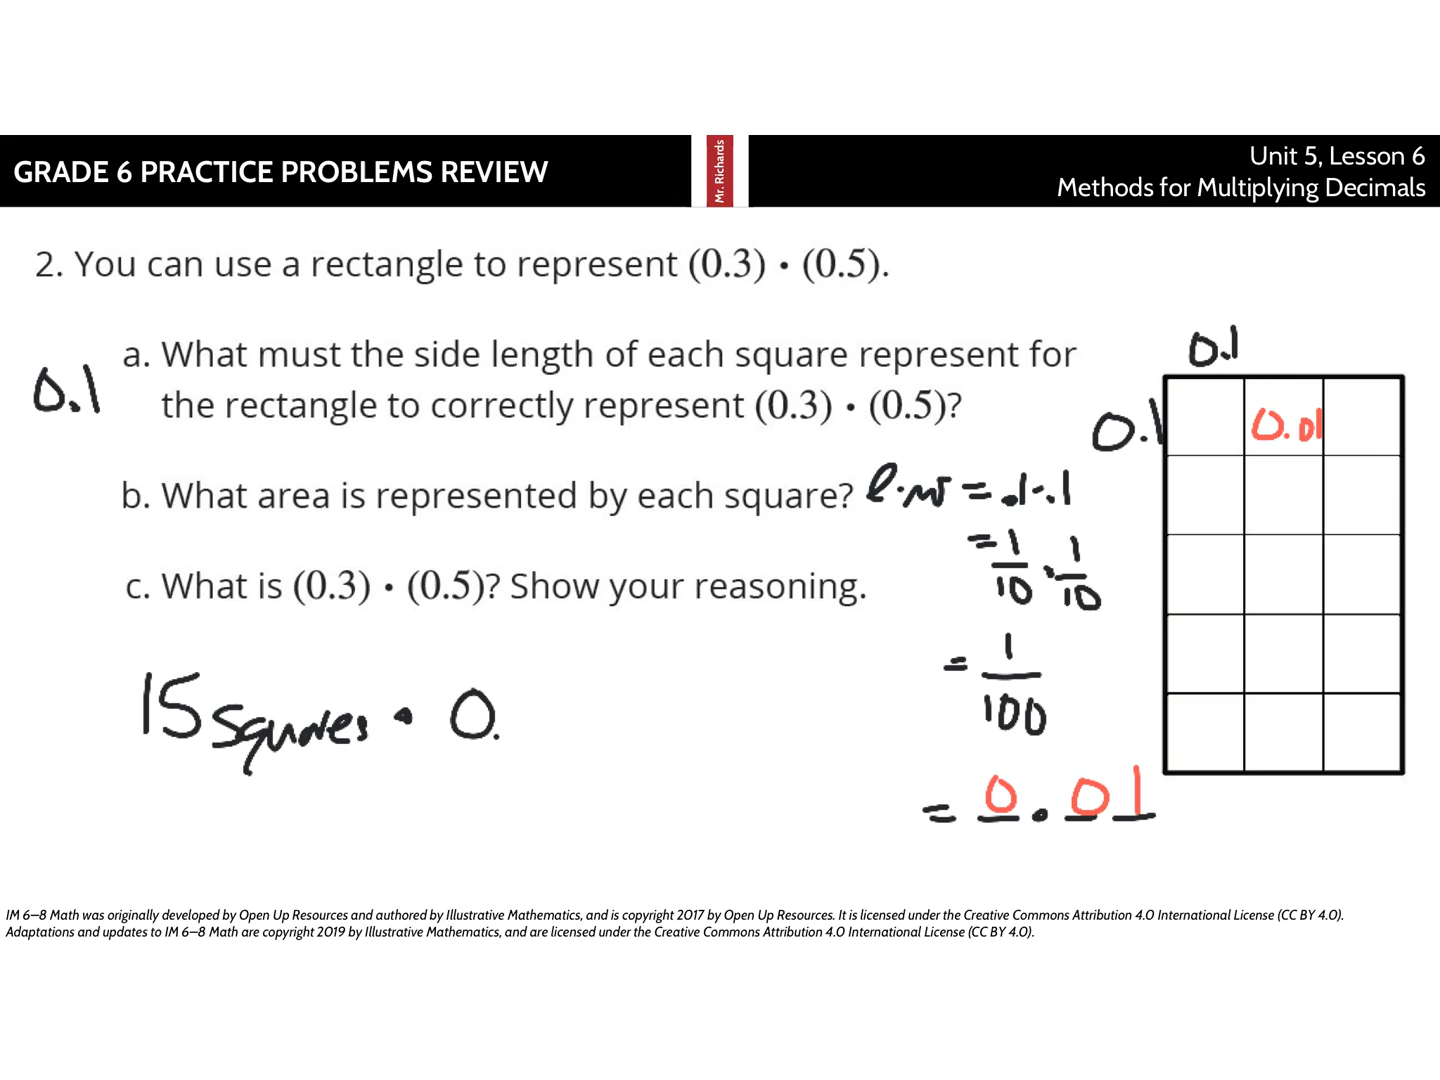 GRADE 6 PRACTICE PROBLEMS REVIEW
Mr. Richards
Unit 5, Lesson 6
Methods for Multiplying Decimals
2. You can use a rectangle to represent (0.3) • (0.5).
a. What must the side length of each square represent for
the rectangle to correctly represent (0.3) • (0.5)?
0.1
0.1
0.1
0.01
b. What area is represented by each square? l·w = .1·.1
= 1/10 · 1/10
c. What is (0.3) • (0.5)? Show your reasoning.
= 1/100
15 squares • 0.
= 0.01
IM 6–8 Math was originally developed by Open Up Resources and authored by Illustrative Mathematics, and is copyright 2017 by Open Up Resources. It is licensed under the Creative Commons Attribution 4.0 International License (CC BY 4.0).
Adaptations and updates to IM 6–8 Math are copyright 2019 by Illustrative Mathematics, and are licensed under the Creative Commons Attribution 4.0 International License (CC BY 4.0).